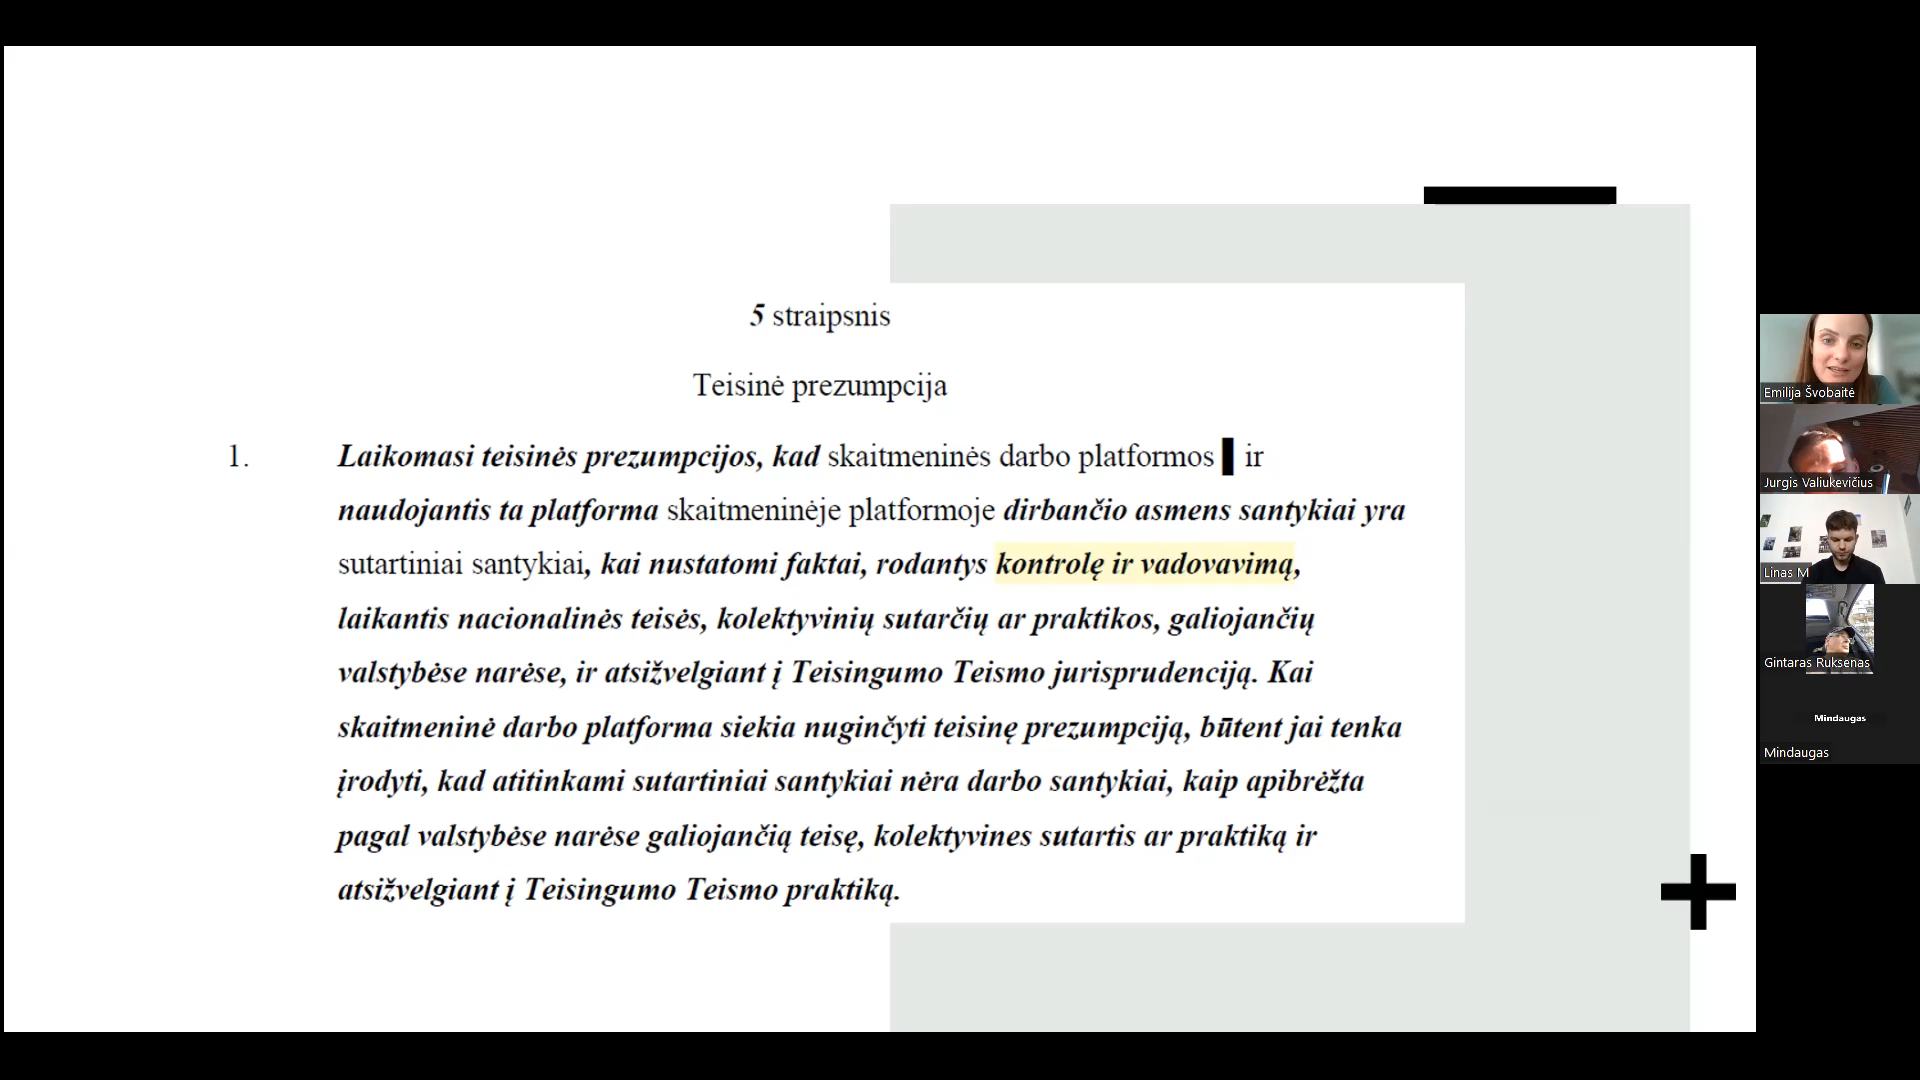 5 straipsnis
Teisinė prezumpcija
1. Laikomasi teisinės prezumpcijos, kad skaitmeninės darbo platformos ▌ ir
naudojantis ta platforma skaitmeninėje platformoje dirbančio asmens santykiai yra
sutartiniai santykiai, kai nustatomi faktai, rodantys kontrolę ir vadovavimą,
laikantis nacionalinės teisės, kolektyvinių sutarčių ar praktikos, galiojančių
valstybėse narėse, ir atsižvelgiant į Teisingumo Teismo jurisprudenciją. Kai
skaitmeninė darbo platforma siekia nuginčyti teisinę prezumpciją, būtent jai tenka
įrodyti, kad atitinkami sutartiniai santykiai nėra darbo santykiai, kaip apibrėžta
pagal valstybėse narėse galiojančią teisę, kolektyvines sutartis ar praktiką ir
atsižvelgiant į Teisingumo Teismo praktiką.
Emilija Švobaitė
Jurgis Valiukevičius
Linas M
Gintaras Ruksenas
Mindaugas
Mindaugas